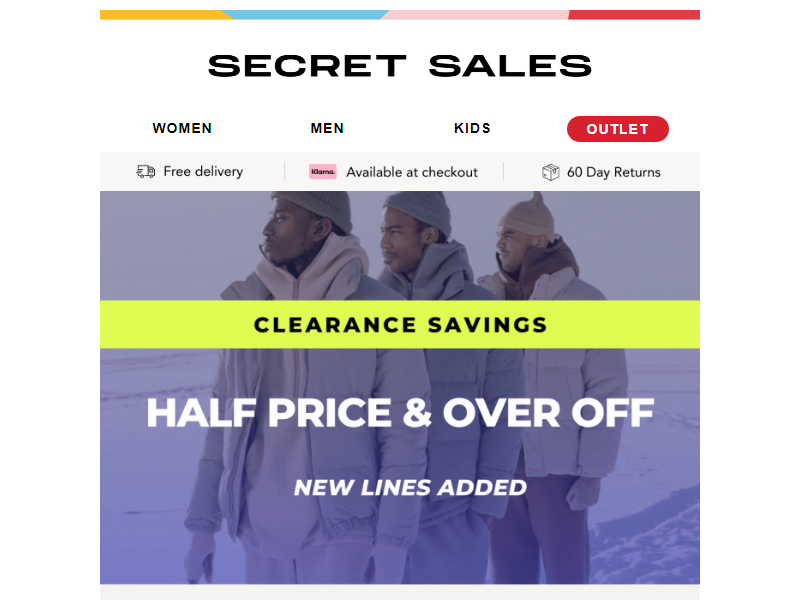 SECRET SALES
WOMEN MEN KIDS OUTLET
Free delivery Klarna. Available at checkout 60 Day Returns
CLEARANCE SAVINGS
HALF PRICE & OVER OFF
NEW LINES ADDED